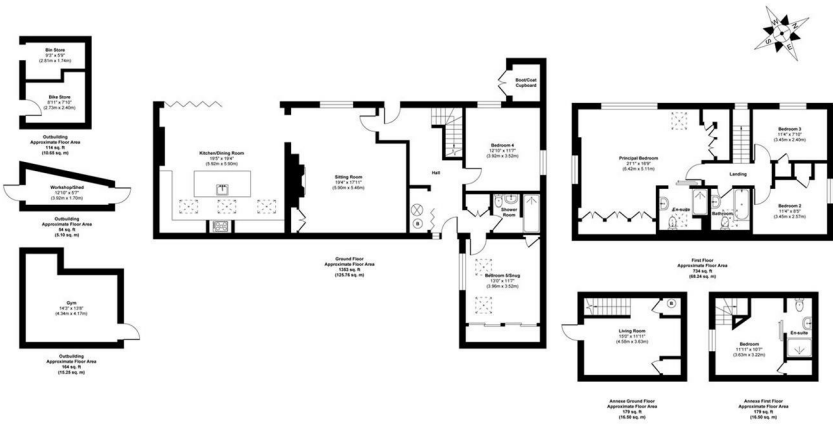 Bin Store
9'3" x 5'9"
(2.81m x 1.74m)
Bike Store
8'11" x 7'10"
(2.73m x 2.40m)
Outbuilding
Approximate Floor Area
114 sq. ft
(10.60 sq. m)
Workshop/Shed
12'10" x 5'7"
(3.92m x 1.70m)
Outbuilding
Approximate Floor Area
54 sq. ft
(5.10 sq. m)
Gym
14'3" x 13'8"
(4.34m x 4.17m)
Outbuilding
Approximate Floor Area
164 sq. ft
(15.25 sq. m)
Kitchen/Dining Room
19'5" x 19'4"
(5.92m x 5.90m)
Sitting Room
19'4" x 17'11"
(5.90m x 5.45m)
Hall
Boot/Coat
Cupboard
Bedroom 4
12'10" x 11'7"
(3.92m x 3.52m)
Shower
Room
Bedroom 5/Snug
13'0" x 11'7"
(3.96m x 3.52m)
Ground Floor
Approximate Floor Area
(125.76 sq. m)
N
E
S
W
Principal Bedroom
21'1" x 16'9"
(6.42m x 5.11m)
Bedroom 3
11'4" x 7'10"
(3.45m x 2.40m)
Landing
En-suite
Bathroom
Bedroom 2
11'4" x 8'5"
(3.45m x 2.57m)
First Floor
Approximate Floor Area
734 sq. ft
(68.24 sq. m)
Living Room
15'0" x 11'11"
(4.58m x 3.63m)
Annexe Ground Floor
Approximate Floor Area
179 sq. ft
(16.60 sq. m)
Bedroom
11'11" x 10'7"
(3.63m x 3.22m)
En-suite
Annexe First Floor
Approximate Floor Area
179 sq. ft
(16.60 sq. m)